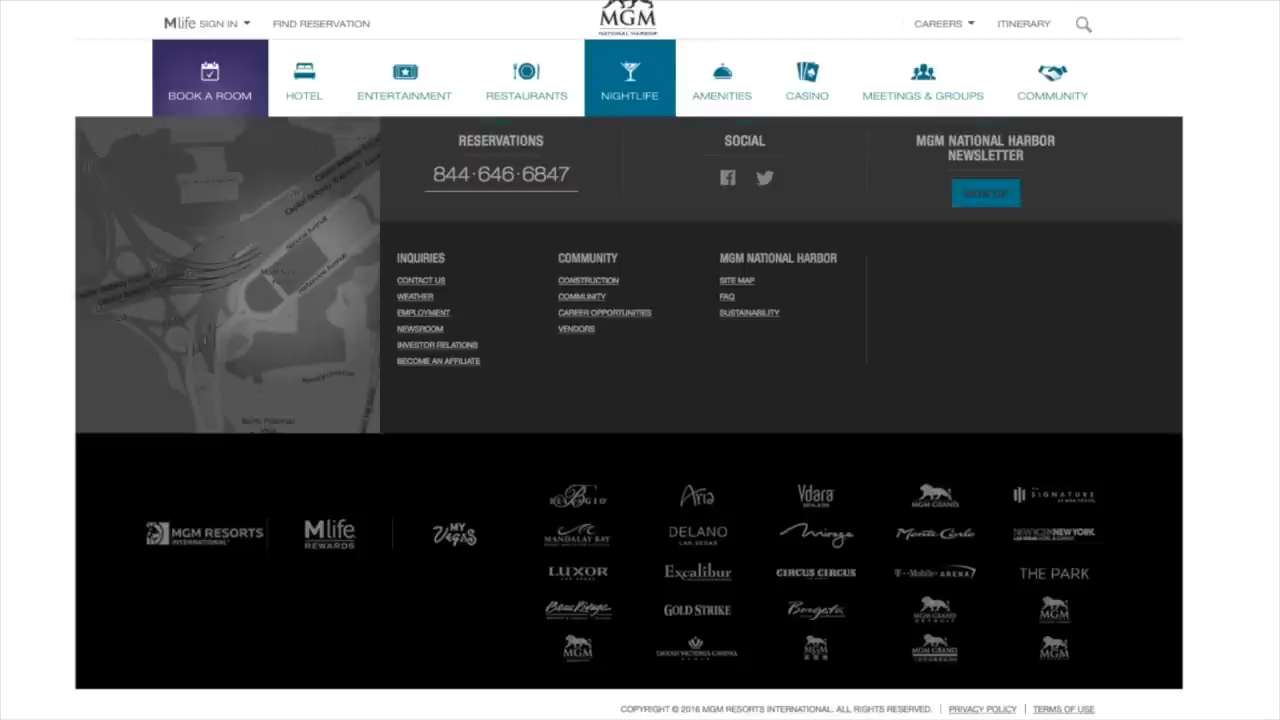 Mlife SIGN IN
FIND RESERVATION
MGM
NATIONAL HARBOR
CAREERS
ITINERARY
BOOK A ROOM
HOTEL
ENTERTAINMENT
RESTAURANTS
NIGHTLIFE
AMENITIES
CASINO
MEETINGS & GROUPS
COMMUNITY
RESERVATIONS
844·646·6847
SOCIAL
MGM NATIONAL HARBOR
NEWSLETTER
SIGN UP
INQUIRIES
CONTACT US
WEATHER
EMPLOYMENT
NEWSROOM
INVESTOR RELATIONS
BECOME AN AFFILIATE
COMMUNITY
CONSTRUCTION
COMMUNITY
CAREER OPPORTUNITIES
VENDORS
MGM NATIONAL HARBOR
SITE MAP
FAQ
SUSTAINABILITY
MGM RESORTS
INTERNATIONAL
Mlife
REWARDS
MY
VEGAS
BELLAGIO
Aria
Vdara
MGM GRAND
THE SIGNATURE
MANDALAY BAY
DELANO
LAS VEGAS
Mirage
Monte Carlo
NEW YORK NEW YORK
LUXOR
Excalibur
CIRCUS CIRCUS
T-Mobile ARENA
THE PARK
Beau Rivage
GOLD STRIKE
Borgata
MGM GRAND
DETROIT
MGM
MGM
GRAND VICTORIA CASINO
MGM
MGM GRAND
MGM
COPYRIGHT © 2016 MGM RESORTS INTERNATIONAL. ALL RIGHTS RESERVED. | PRIVACY POLICY | TERMS OF USE